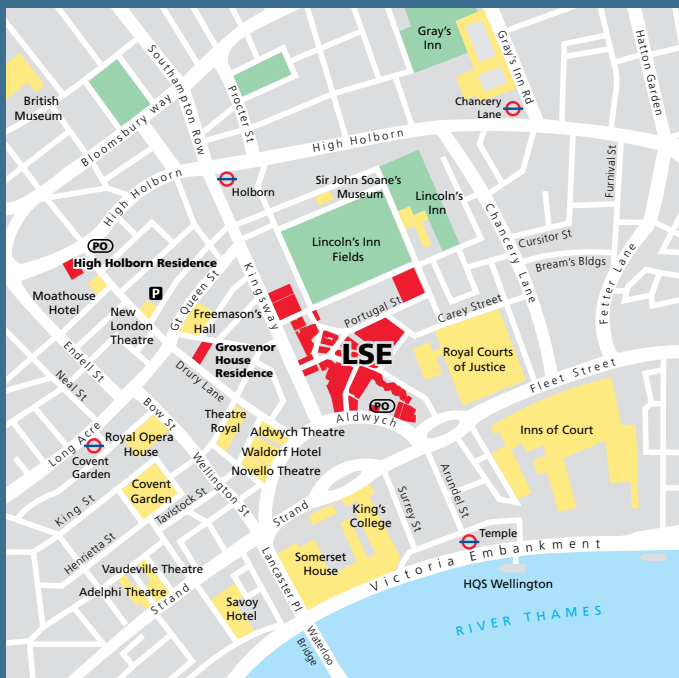 Gray's
Inn
Gray's Inn Rd
Hatton Garden
Southampton Row
Procter St
British
Museum
Bloomsbury way
Chancery
Lane
High Holborn
High Holborn
Holborn
Sir John Soane's
Museum
Lincoln's
Inn
Furnival St
Chancery Lane
Cursitor St
Bream's Bldgs
Fetter Lane
Lincoln's Inn
Fields
PO
High Holborn Residence
P
Moathouse
Hotel
New
London
Theatre
Gt Queen St
Kingsway
Freemason's
Hall
Portugal St
Carey Street
Grosvenor
House
Residence
LSE
Royal Courts
of Justice
Fleet Street
Endell St
Neal St
Drury Lane
Bow St
PO
Aldwych
Long Acre
Covent
Garden
Royal Opera
House
Theatre
Royal
Aldwych Theatre
Waldorf Hotel
Novello Theatre
Inns of Court
Wellington St
Covent
Garden
Tavistock St
King St
Henrietta St
Strand
King's
College
Surrey St
Arundel St
Temple
Victoria Embankment
Vaudeville Theatre
Adelphi Theatre
Strand
Lancaster Pl
Somerset
House
HQS Wellington
Savoy
Hotel
Waterloo
Bridge
RIVER THAMES